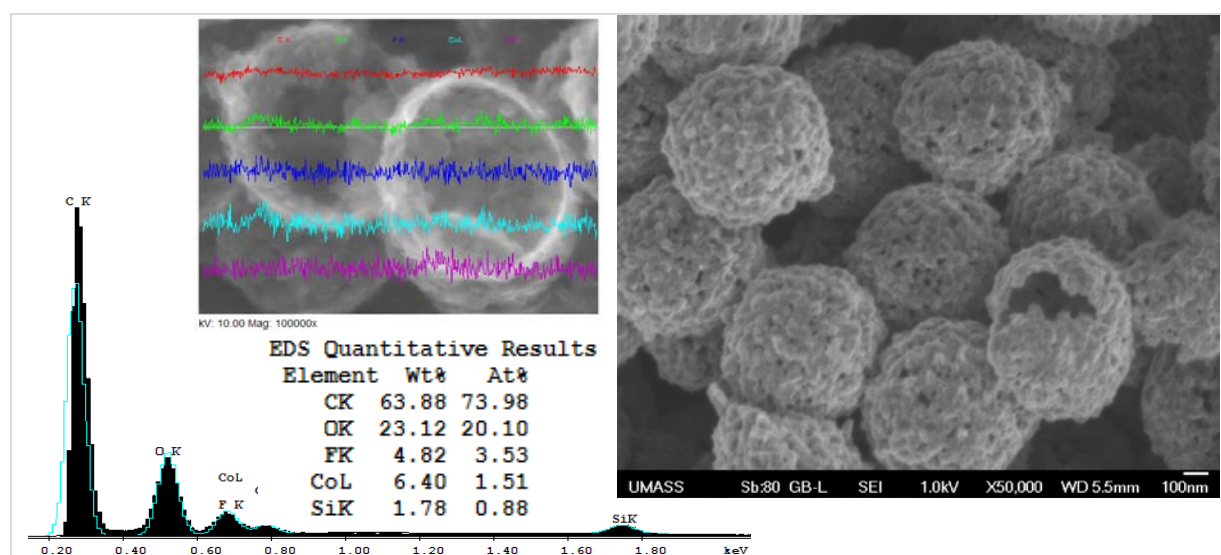 C K
F K
CoL
kV: 10.00 Mag: 100000x
C K
O K
CoL
F K
SiK
0.20 0.40 0.60 0.80 1.00 1.20 1.40 1.60 1.80 keV
EDS Quantitative Results
Element Wt% At%
CK 63.88 73.98
OK 23.12 20.10
FK 4.82 3.53
CoL 6.40 1.51
SiK 1.78 0.88
UMASS Sb:80 GB-L SEI 1.0kV X50,000 WD 5.5mm 100nm